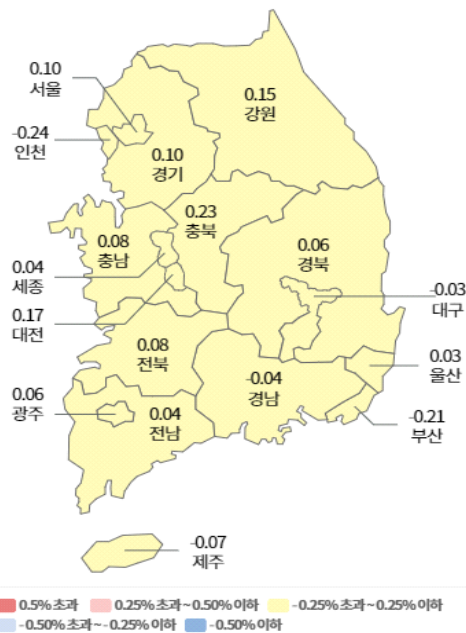 0.10
서울
0.15
강원
-0.24
인천
0.10
경기
0.23
충북
0.08
충남
0.06
경북
0.04
세종
-0.03
대구
0.17
대전
0.08
전북
0.03
울산
-0.04
경남
0.06
광주
0.04
전남
-0.21
부산
-0.07
제주
0.5% 초과 0.25% 초과 ~ 0.50% 이하 - 0.25% 초과 ~ 0.25% 이하
- 0.50% 초과 ~ - 0.25% 이하 - 0.50% 이하